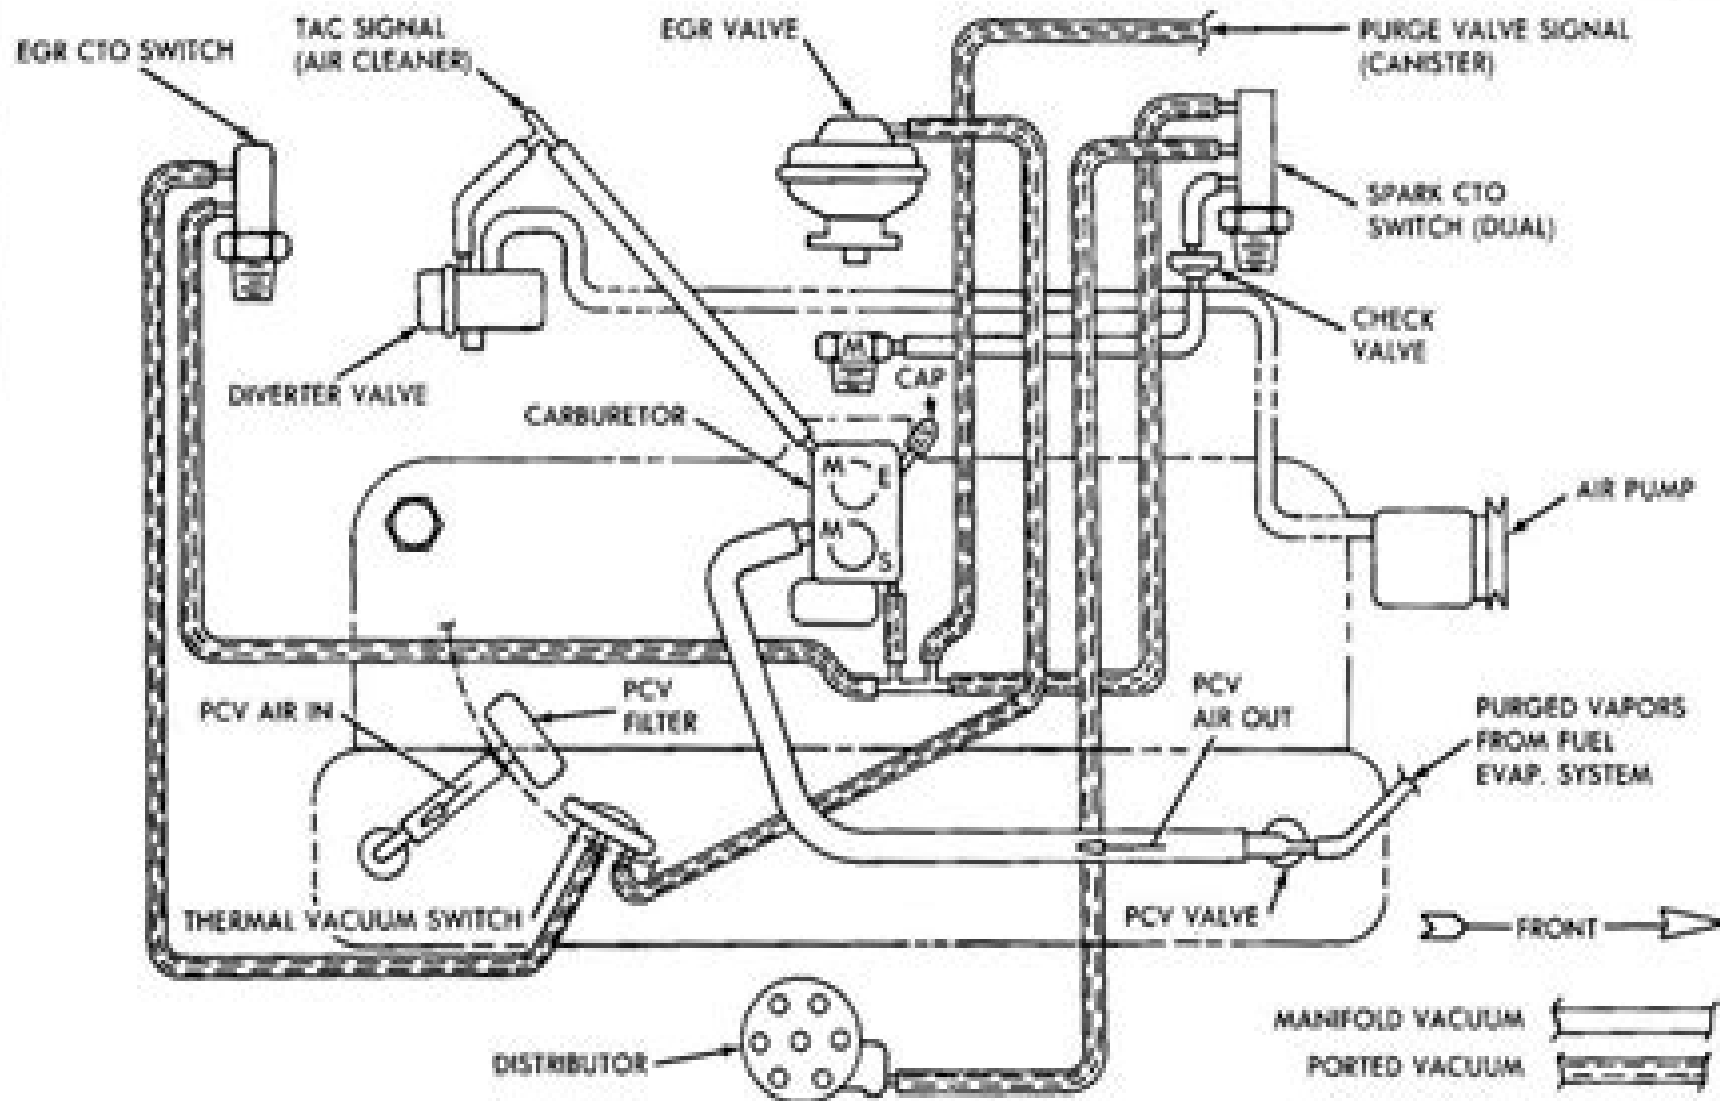 EGR CTO SWITCH
TAC SIGNAL
(AIR CLEANER)
EGR VALVE
PURGE VALVE SIGNAL
(CANISTER)
SPARK CTO
SWITCH (DUAL)
CHECK
VALVE
M
CAP
DIVERTER VALVE
CARBURETOR
M
E
M
S
AIR PUMP
PCV AIR IN
PCV
FILTER
PCV
AIR OUT
PURGED VAPORS
FROM FUEL
EVAP. SYSTEM
THERMAL VACUUM SWITCH
PCV VALVE
FRONT
DISTRIBUTOR
MANIFOLD VACUUM
PORTED VACUUM